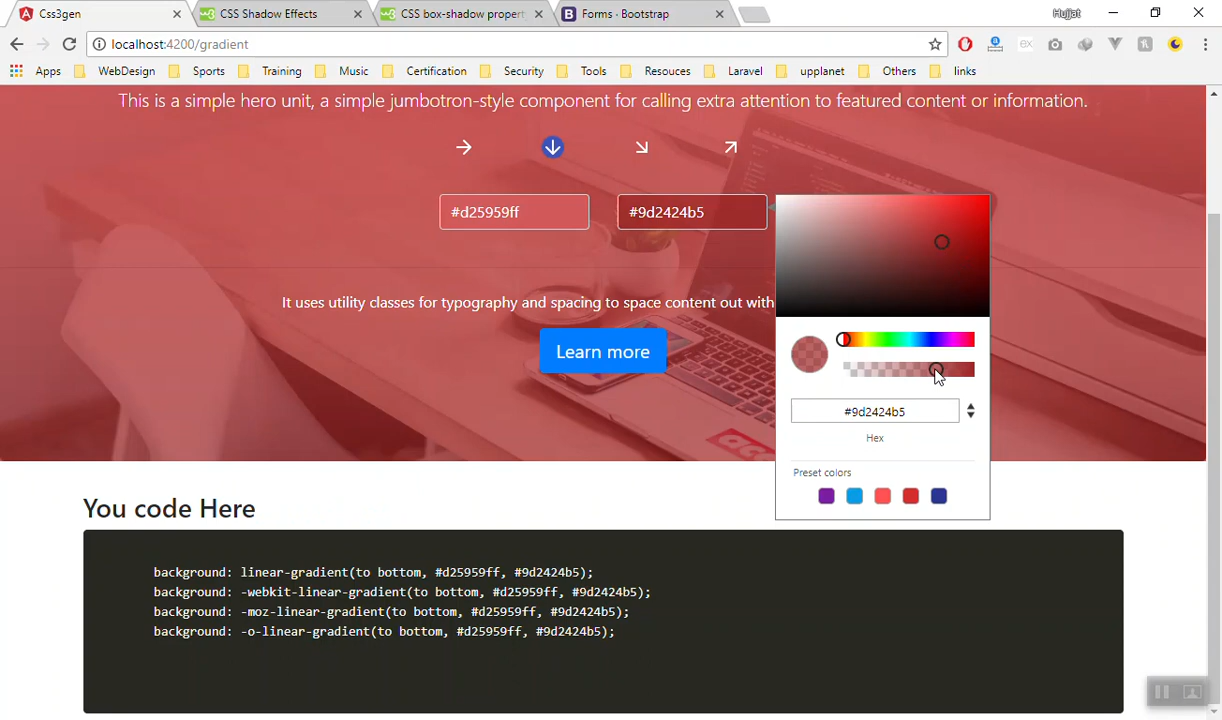 Css3gen
CSS Shadow Effects
CSS box-shadow propert
Forms · Bootstrap
Hujjat
localhost:4200/gradient
Apps
WebDesign
Sports
Training
Music
Certification
Security
Tools
Resouces
Laravel
upplanet
Others
links
This is a simple hero unit, a simple jumbotron-style component for calling extra attention to featured content or information.
#d25959ff
#9d2424b5
It uses utility classes for typography and spacing to space content out with
Learn more
#9d2424b5
Hex
Preset colors
You code Here
background: linear-gradient(to bottom, #d25959ff, #9d2424b5);
background: -webkit-linear-gradient(to bottom, #d25959ff, #9d2424b5);
background: -moz-linear-gradient(to bottom, #d25959ff, #9d2424b5);
background: -o-linear-gradient(to bottom, #d25959ff, #9d2424b5);